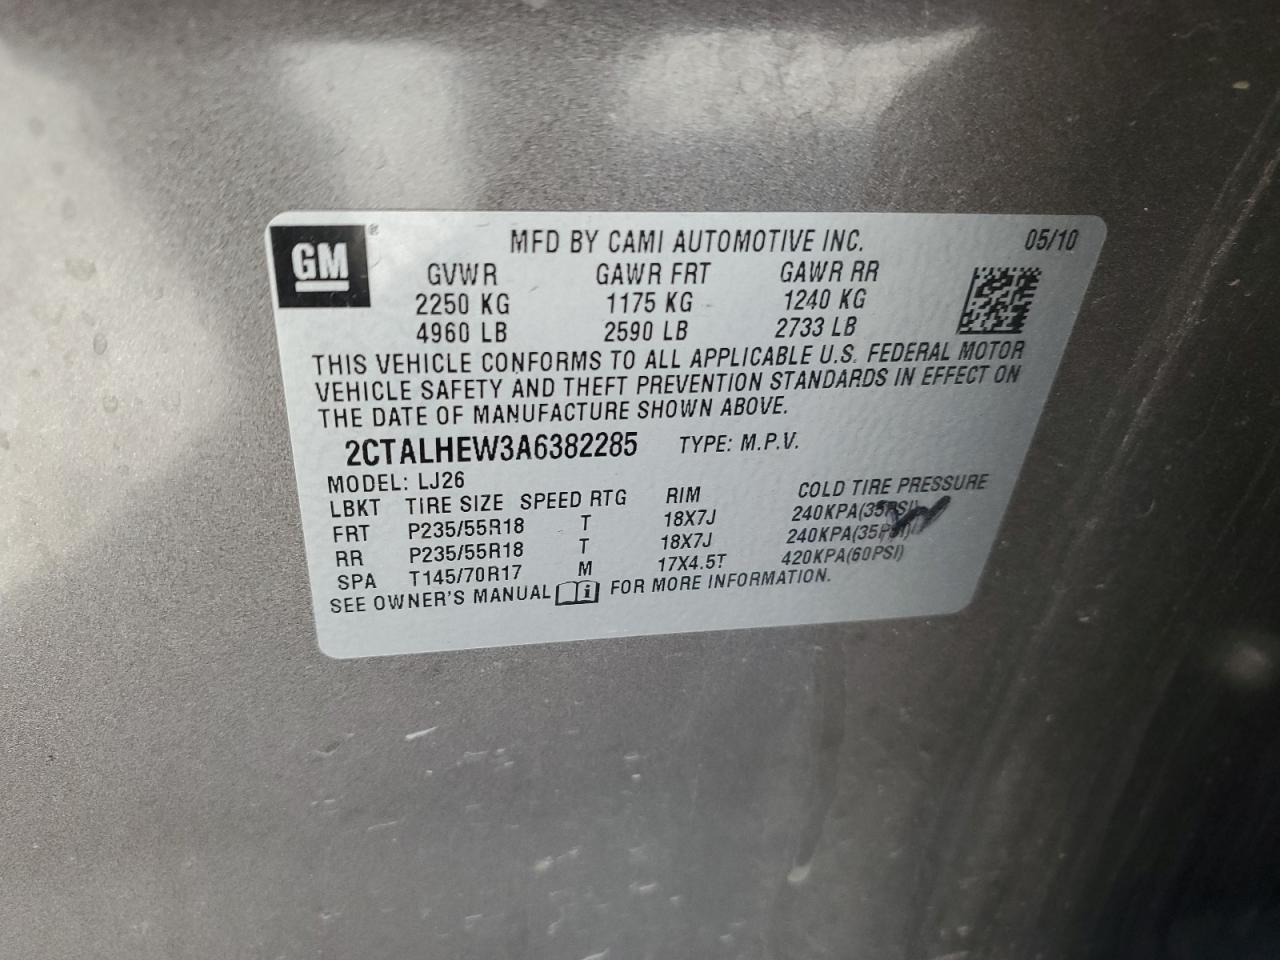 GM ®
MFD BY CAMI AUTOMOTIVE INC. 05/10
GVWR GAWR FRT GAWR RR
2250 KG 1175 KG 1240 KG
4960 LB 2590 LB 2733 LB
THIS VEHICLE CONFORMS TO ALL APPLICABLE U.S. FEDERAL MOTOR
VEHICLE SAFETY AND THEFT PREVENTION STANDARDS IN EFFECT ON
THE DATE OF MANUFACTURE SHOWN ABOVE.
2CTALHEW3A6382285 TYPE: M.P.V.
MODEL: LJ26
LBKT TIRE SIZE SPEED RTG RIM COLD TIRE PRESSURE
FRT P235/55R18 T 18X7J 240KPA(35PSI)
RR P235/55R18 T 18X7J 240KPA(35PSI)
SPA T145/70R17 M 17X4.5T 420KPA(60PSI)
SEE OWNER'S MANUAL i FOR MORE INFORMATION.